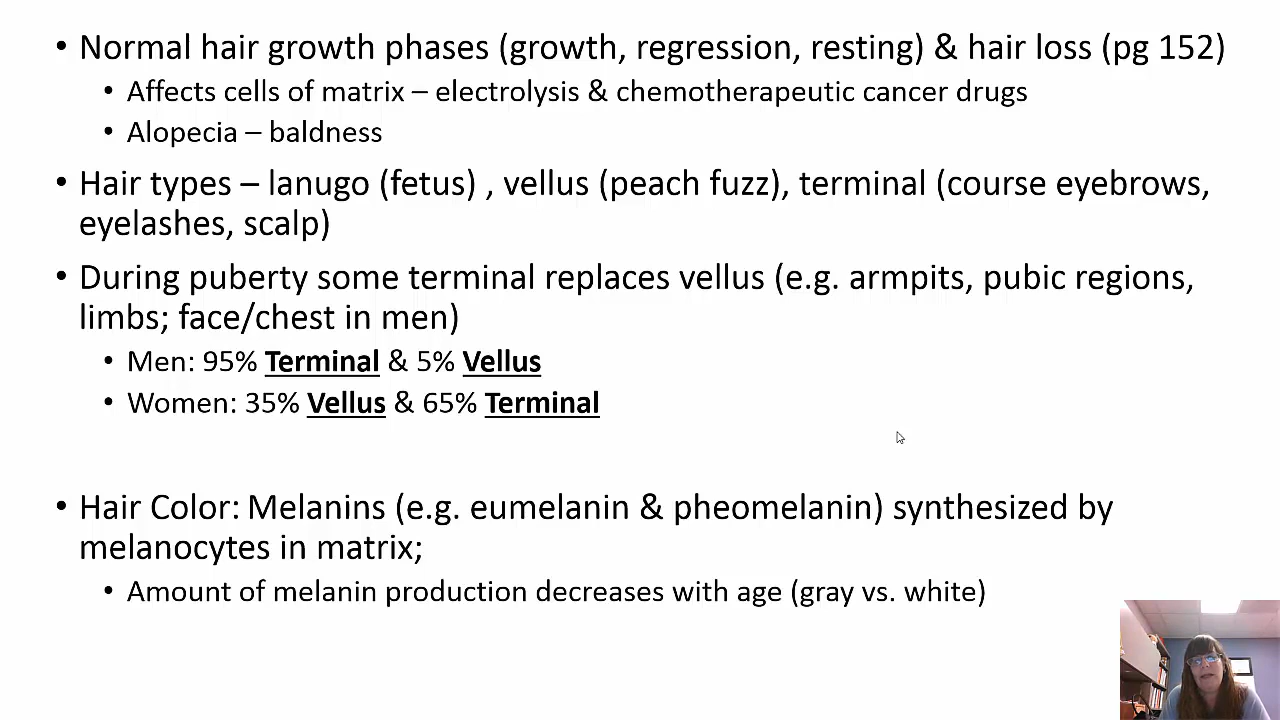 • Normal hair growth phases (growth, regression, resting) & hair loss (pg 152)
• Affects cells of matrix – electrolysis & chemotherapeutic cancer drugs
• Alopecia – baldness
• Hair types – lanugo (fetus) , vellus (peach fuzz), terminal (course eyebrows,
eyelashes, scalp)
• During puberty some terminal replaces vellus (e.g. armpits, pubic regions,
limbs; face/chest in men)
• Men: 95% Terminal & 5% Vellus
• Women: 35% Vellus & 65% Terminal
• Hair Color: Melanins (e.g. eumelanin & pheomelanin) synthesized by
melanocytes in matrix;
• Amount of melanin production decreases with age (gray vs. white)